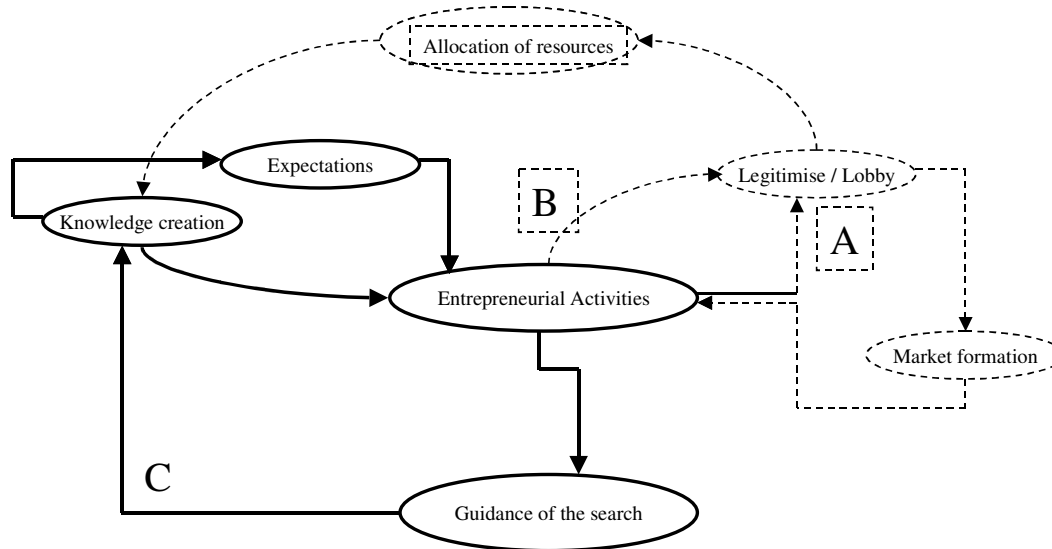 Allocation of resources
Expectations
Legitimise / Lobby
B
Knowledge creation
A
Entrepreneurial Activities
Market formation
C
Guidance of the search